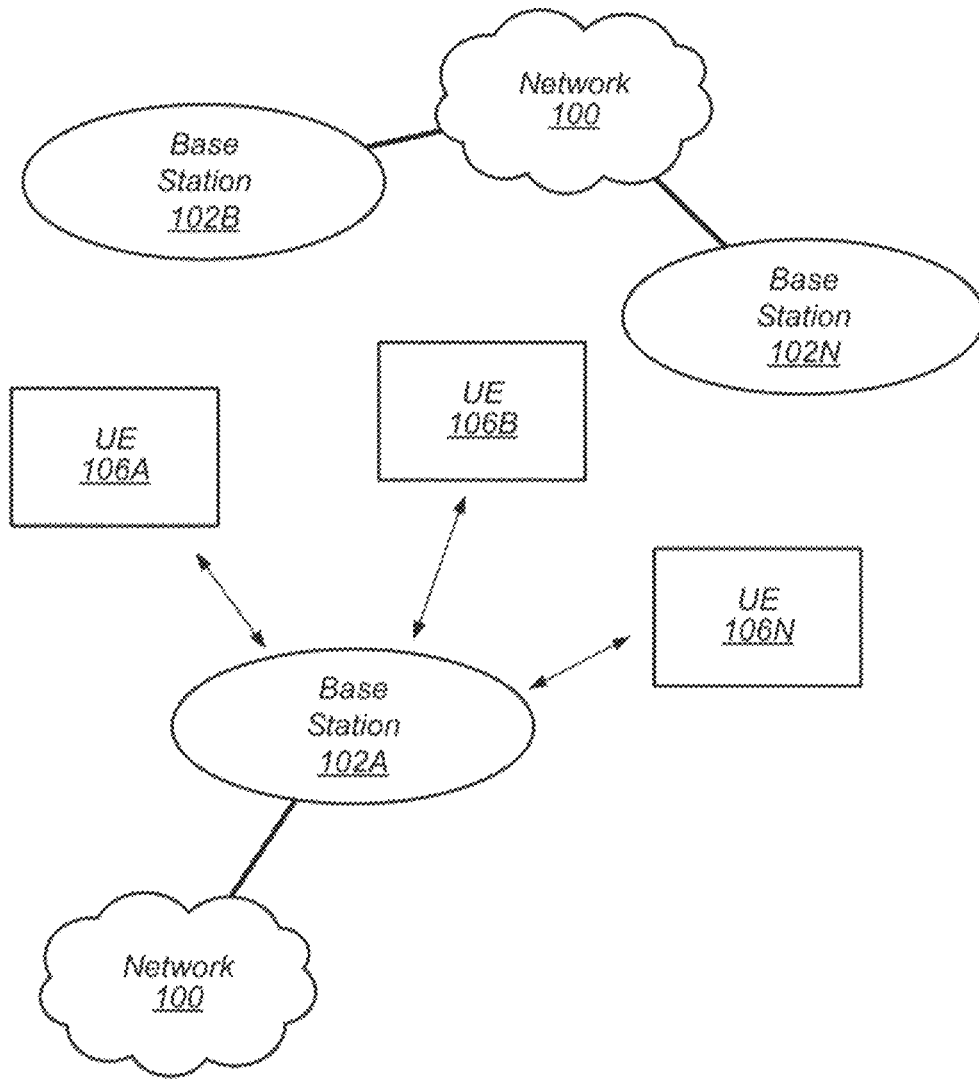 Network
100
Base
Station
102B
Base
Station
102N
UE
106B
UE
106A
UE
106N
Base
Station
102A
Network
100